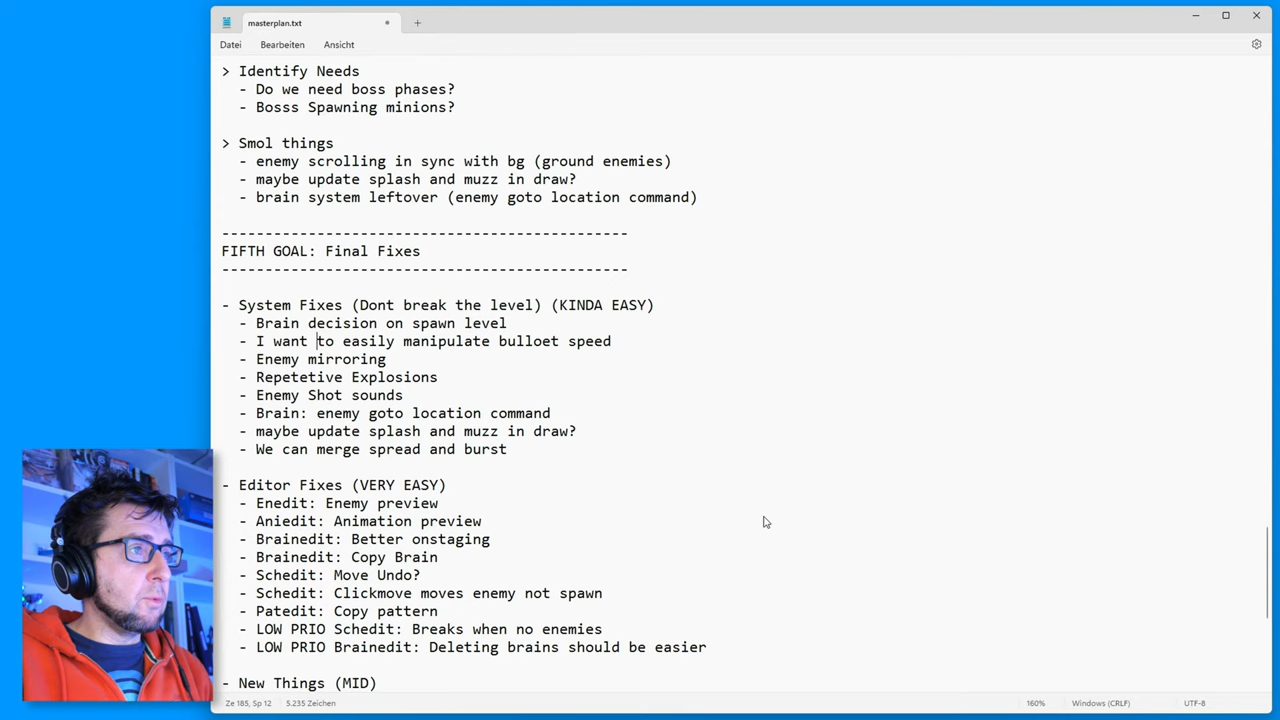 masterplan.txt
Datei Bearbeiten Ansicht
> Identify Needs
- Do we need boss phases?
- Bosss Spawning minions?
> Smol things
- enemy scrolling in sync with bg (ground enemies)
- maybe update splash and muzz in draw?
- brain system leftover (enemy goto location command)
-----------------------------------------------
FIFTH GOAL: Final Fixes
-----------------------------------------------
- System Fixes (Dont break the level) (KINDA EASY)
- Brain decision on spawn level
- I want to easily manipulate bulloet speed
- Enemy mirroring
- Repetetive Explosions
- Enemy Shot sounds
- Brain: enemy goto location command
- maybe update splash and muzz in draw?
- We can merge spread and burst
- Editor Fixes (VERY EASY)
- Enedit: Enemy preview
- Aniedit: Animation preview
- Brainedit: Better onstaging
- Brainedit: Copy Brain
- Schedit: Move Undo?
- Schedit: Clickmove moves enemy not spawn
- Patedit: Copy pattern
- LOW PRIO Schedit: Breaks when no enemies
- LOW PRIO Brainedit: Deleting brains should be easier
- New Things (MID)
Ze 185, Sp 12 5.235 Zeichen 160% Windows (CRLF) UTF-8